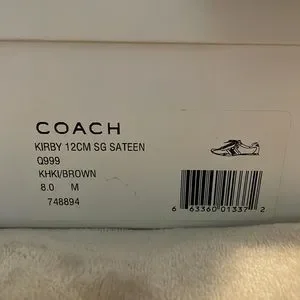 COACH
KIRBY 12CM SG SATEEN
Q999
KHKI/BROWN
8.0 M
748894
6 63360 01337 2